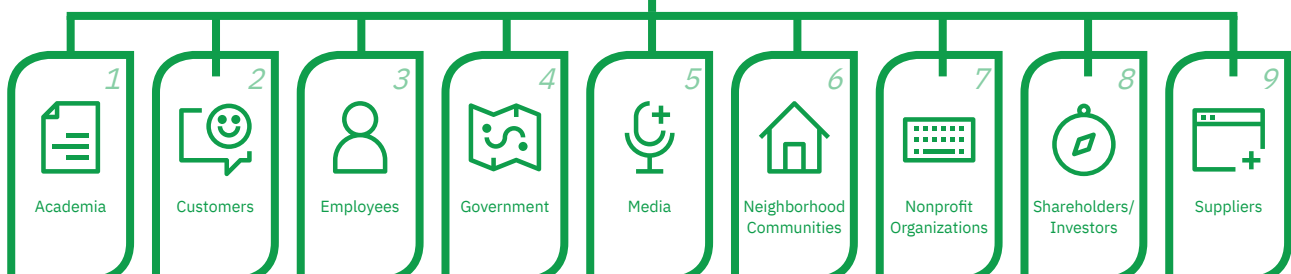 1
Academia
2
Customers
3
Employees
4
Government
5
Media
6
Neighborhood
Communities
7
Nonprofit
Organizations
8
Shareholders/
Investors
9
Suppliers